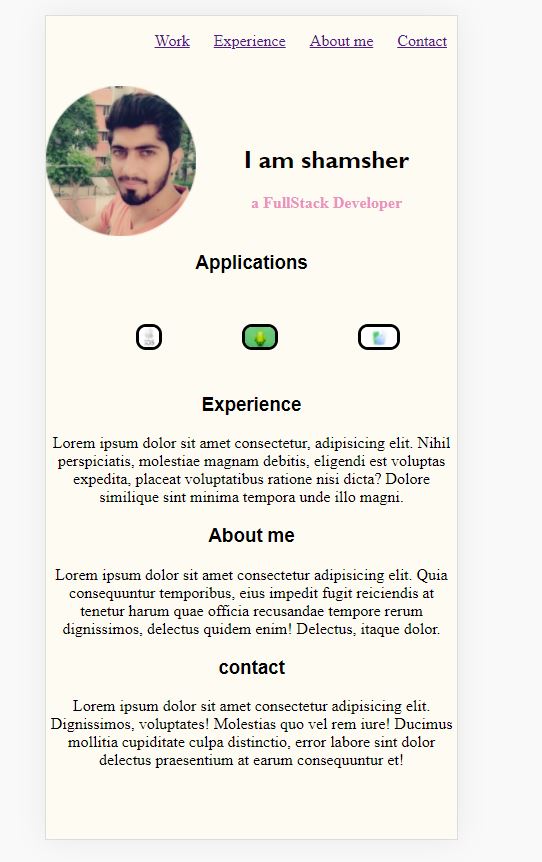 Work Experience About me Contact
I am shamsher
a FullStack Developer
Applications
iOS
Experience
Lorem ipsum dolor sit amet consectetur, adipisicing elit. Nihil
perspiciatis, molestiae magnam debitis, eligendi est voluptas
expedita, placeat voluptatibus ratione nisi dicta? Dolore
similique sint minima tempora unde illo magni.
About me
Lorem ipsum dolor sit amet consectetur adipisicing elit. Quia
consequuntur temporibus, eius impedit fugit reiciendis at
tenetur harum quae officia recusandae tempore rerum
dignissimos, delectus quidem enim! Delectus, itaque dolor.
contact
Lorem ipsum dolor sit amet consectetur adipisicing elit.
Dignissimos, voluptates! Molestias quo vel rem iure! Ducimus
mollitia cupiditate culpa distinctio, error labore sint dolor
delectus praesentium at earum consequuntur et!